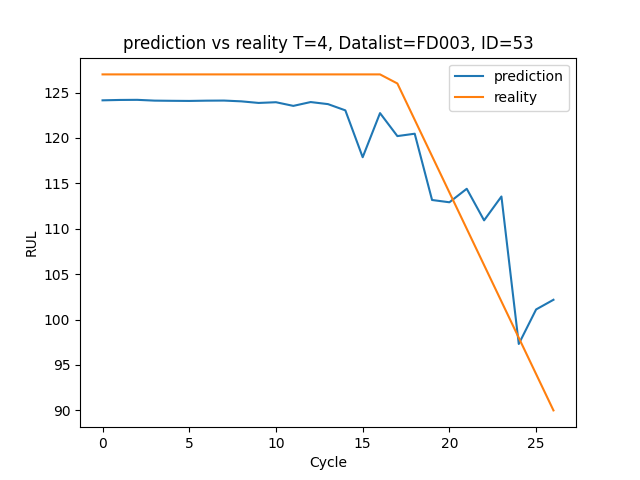 prediction vs reality T=4, Datalist=FD003, ID=53
prediction
reality
RUL
125
120
115
110
105
100
95
90
0 5 10 15 20 25
Cycle